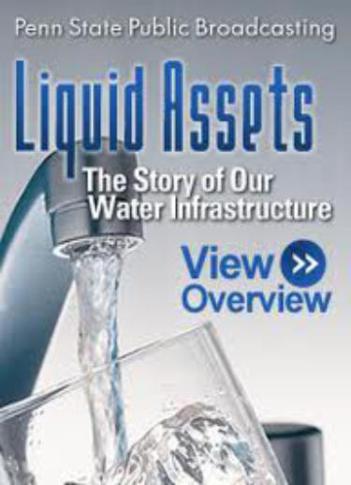 Penn State Public Broadcasting
Liquid Assets
The Story of Our
Water Infrastructure
View >>
Overview